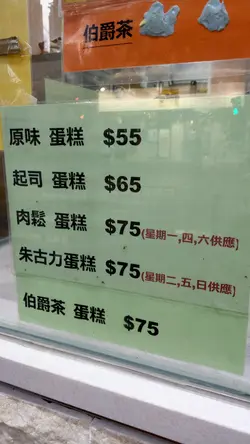 伯爵茶
原味 蛋糕 $55
起司 蛋糕 $65
肉鬆 蛋糕 $75(星期一,四,六供應]
朱古力蛋糕 $75(星期二,五,日供應]
伯爵茶 蛋糕 $75